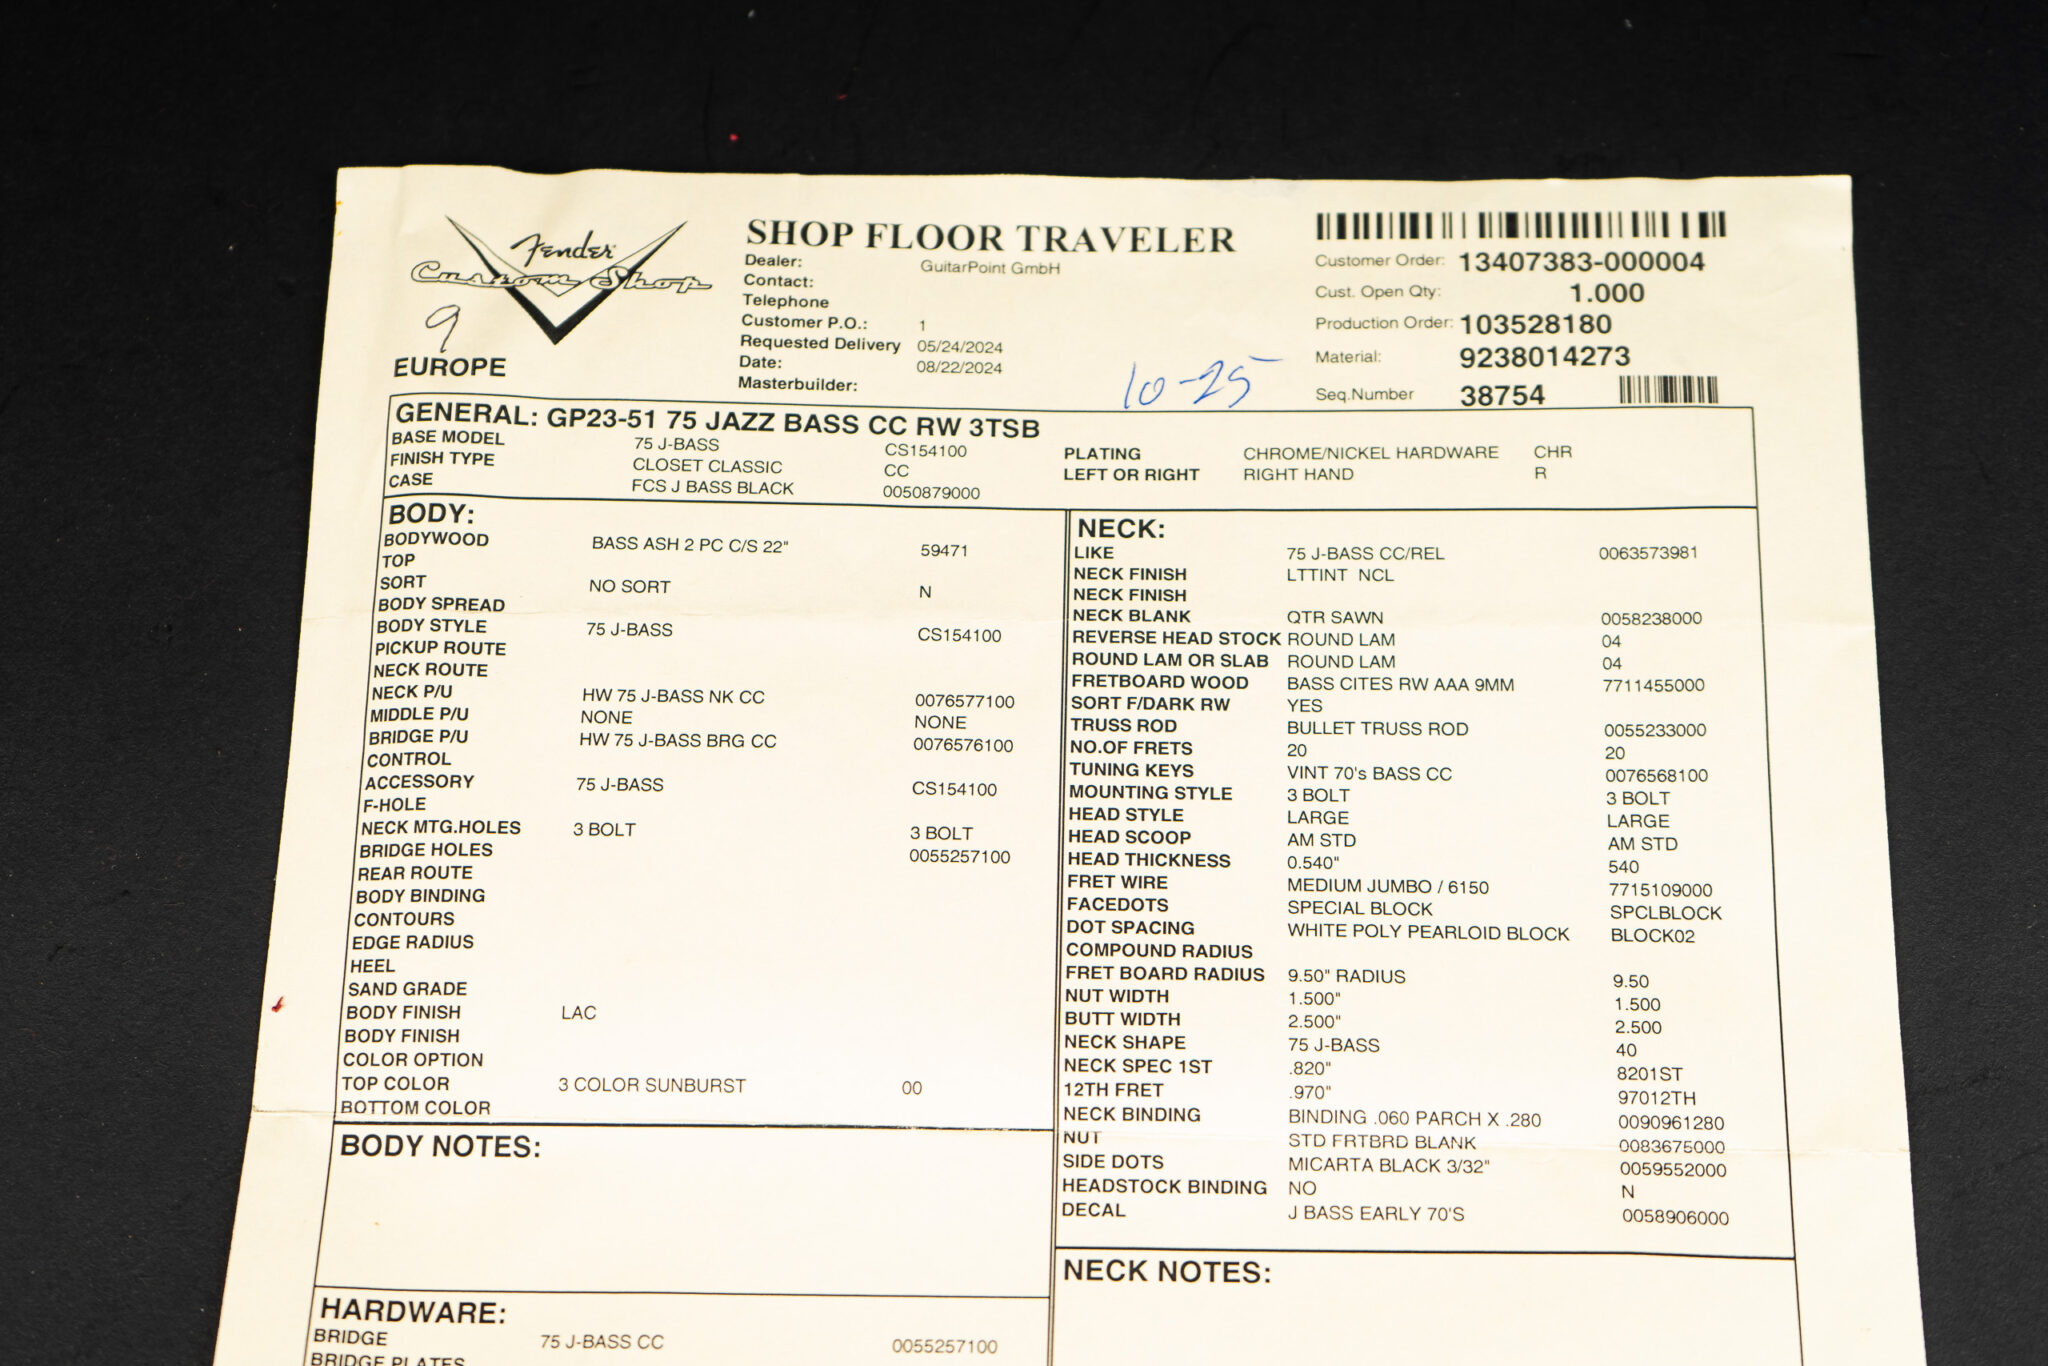 Fender
Custom Shop
9
EUROPE
SHOP FLOOR TRAVELER
Dealer: GuitarPoint GmbH
Contact:
Telephone
Customer P.O.: 1
Requested Delivery 05/24/2024
Date: 08/22/2024
Masterbuilder:
10-25
Customer Order: 13407383-000004
Cust. Open Qty: 1.000
Production Order: 103528180
Material: 9238014273
Seq.Number 38754
GENERAL: GP23-51 75 JAZZ BASS CC RW 3TSB
BASE MODEL 75 J-BASS CS154100
FINISH TYPE CLOSET CLASSIC CC
CASE FCS J BASS BLACK 0050879000
PLATING CHROME/NICKEL HARDWARE CHR
LEFT OR RIGHT RIGHT HAND R
BODY:
BODYWOOD BASS ASH 2 PC C/S 22" 59471
TOP
SORT NO SORT N
BODY SPREAD
BODY STYLE 75 J-BASS CS154100
PICKUP ROUTE
NECK ROUTE
NECK P/U HW 75 J-BASS NK CC 0076577100
MIDDLE P/U NONE NONE
BRIDGE P/U HW 75 J-BASS BRG CC 0076576100
CONTROL
ACCESSORY 75 J-BASS CS154100
F-HOLE
NECK MTG.HOLES 3 BOLT 3 BOLT
BRIDGE HOLES 0055257100
REAR ROUTE
BODY BINDING
CONTOURS
EDGE RADIUS
HEEL
SAND GRADE
BODY FINISH LAC
BODY FINISH
COLOR OPTION
TOP COLOR 3 COLOR SUNBURST 00
BOTTOM COLOR
BODY NOTES:
HARDWARE:
BRIDGE 75 J-BASS CC 0055257100
BRIDGE PLATES
NECK:
LIKE 75 J-BASS CC/REL 0063573981
NECK FINISH LTTINT NCL
NECK FINISH
NECK BLANK QTR SAWN 0058238000
REVERSE HEAD STOCK ROUND LAM 04
ROUND LAM OR SLAB ROUND LAM 04
FRETBOARD WOOD BASS CITES RW AAA 9MM 7711455000
SORT F/DARK RW YES
TRUSS ROD BULLET TRUSS ROD 0055233000
NO.OF FRETS 20 20
TUNING KEYS VINT 70's BASS CC 0076568100
MOUNTING STYLE 3 BOLT 3 BOLT
HEAD STYLE LARGE LARGE
HEAD SCOOP AM STD AM STD
HEAD THICKNESS 0.540" 540
FRET WIRE MEDIUM JUMBO / 6150 7715109000
FACEDOTS SPECIAL BLOCK SPCLBLOCK
DOT SPACING WHITE POLY PEARLOID BLOCK BLOCK02
COMPOUND RADIUS
FRET BOARD RADIUS 9.50" RADIUS 9.50
NUT WIDTH 1.500" 1.500
BUTT WIDTH 2.500" 2.500
NECK SHAPE 75 J-BASS 40
NECK SPEC 1ST .820" 8201ST
12TH FRET .970" 97012TH
NECK BINDING BINDING .060 PARCH X .280 0090961280
NUT STD FRTBRD BLANK 0083675000
SIDE DOTS MICARTA BLACK 3/32" 0059552000
HEADSTOCK BINDING NO N
DECAL J BASS EARLY 70'S 0058906000
NECK NOTES: